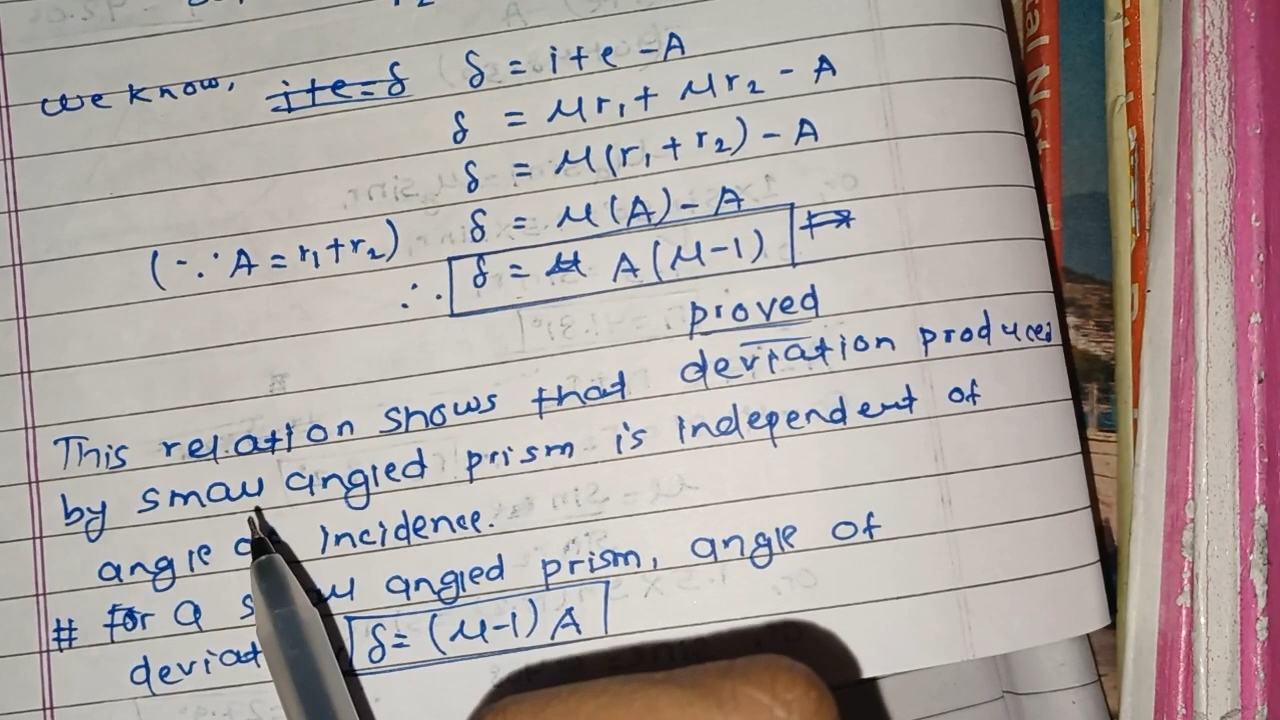 we know, i+e=δ δ = i+e-A
δ = μr₁ + μr₂ - A
δ = μ(r₁ + r₂) - A
(∵ A = r₁+r₂) δ = μ(A) - A
∴ δ = A(μ-1)
proved
This relation shows that deviation produced
by small angled prism is independent of
angle incidence.
# for a angled prism, angle of
δ = (μ-1) A